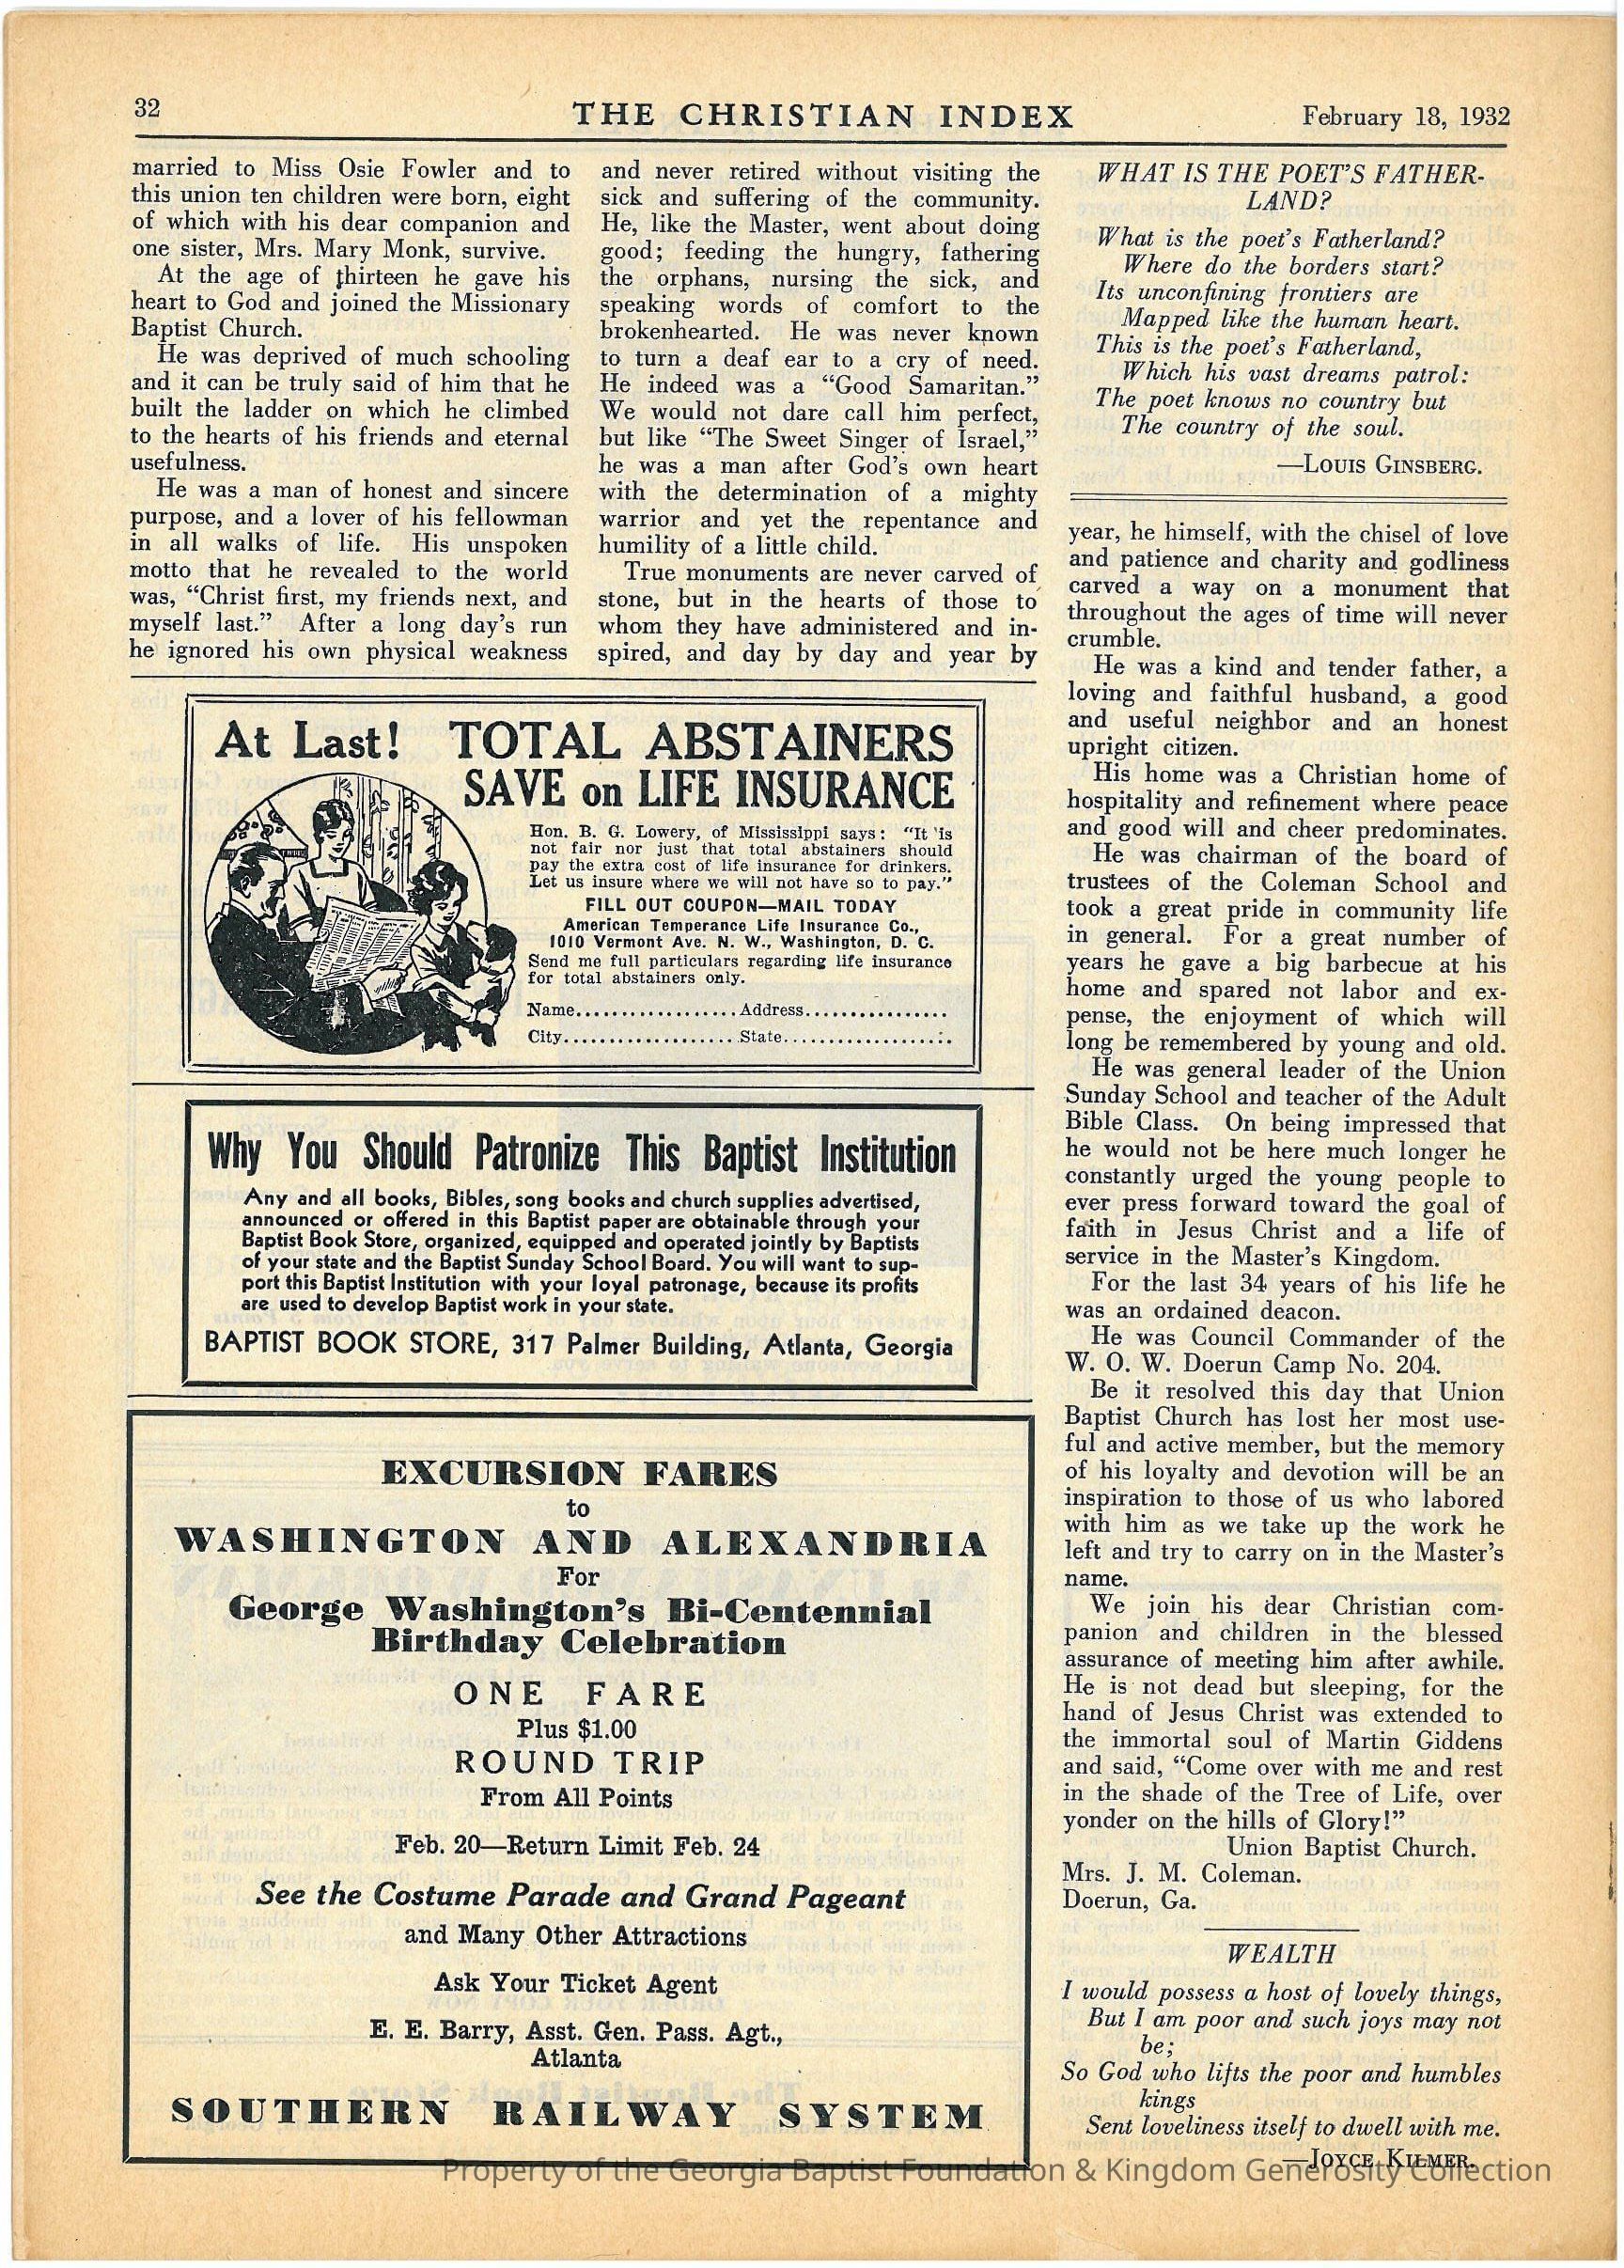 32
THE CHRISTIAN INDEX
February 18, 1932
married to Miss Osie Fowler and to
this union ten children were born, eight
of which with his dear companion and
one sister, Mrs. Mary Monk, survive.
At the age of thirteen he gave his
heart to God and joined the Missionary
Baptist Church.
He was deprived of much schooling
and it can be truly said of him that he
built the ladder on which he climbed
to the hearts of his friends and eternal
usefulness.
He was a man of honest and sincere
purpose, and a lover of his fellowman
in all walks of life. His unspoken
motto that he revealed to the world
was, “Christ first, my friends next, and
myself last.” After a long day’s run
he ignored his own physical weakness
and never retired without visiting the
sick and suffering of the community.
He, like the Master, went about doing
good; feeding the hungry, fathering
the orphans, nursing the sick, and
speaking words of comfort to the
brokenhearted. He was never known
to turn a deaf ear to a cry of need.
He indeed was a “Good Samaritan.”
We would not dare call him perfect,
but like “The Sweet Singer of Israel,”
he was a man after God’s own heart
with the determination of a mighty
warrior and yet the repentance and
humility of a little child.
True monuments are never carved of
stone, but in the hearts of those to
whom they have administered and in-
spired, and day by day and year by
WHAT IS THE POET’S FATHER-
LAND?
What is the poet’s Fatherland?
Where do the borders start?
Its unconfining frontiers are
Mapped like the human heart.
This is the poet’s Fatherland,
Which his vast dreams patrol:
The poet knows no country but
The country of the soul.
—LOUIS GINSBERG.
year, he himself, with the chisel of love
and patience and charity and godliness
carved a way on a monument that
throughout the ages of time will never
crumble.
He was a kind and tender father, a
loving and faithful husband, a good
and useful neighbor and an honest
upright citizen.
His home was a Christian home of
hospitality and refinement where peace
and good will and cheer predominates.
He was chairman of the board of
trustees of the Coleman School and
took a great pride in community life
in general. For a great number of
years he gave a big barbecue at his
home and spared not labor and ex-
pense, the enjoyment of which will
long be remembered by young and old.
He was general leader of the Union
Sunday School and teacher of the Adult
Bible Class. On being impressed that
he would not be here much longer he
constantly urged the young people to
ever press forward toward the goal of
faith in Jesus Christ and a life of
service in the Master’s Kingdom.
For the last 34 years of his life he
was an ordained deacon.
He was Council Commander of the
W. O. W. Doerun Camp No. 204.
Be it resolved this day that Union
Baptist Church has lost her most use-
ful and active member, but the memory
of his loyalty and devotion will be an
inspiration to those of us who labored
with him as we take up the work he
left and try to carry on in the Master’s
name.
We join his dear Christian com-
panion and children in the blessed
assurance of meeting him after awhile.
He is not dead but sleeping, for the
hand of Jesus Christ was extended to
the immortal soul of Martin Giddens
and said, “Come over with me and rest
in the shade of the Tree of Life, over
yonder on the hills of Glory!”
Union Baptist Church.
Mrs. J. M. Coleman.
Doerun, Ga.
WEALTH
I would possess a host of lovely things,
But I am poor and such joys may not
be;
So God who lifts the poor and humbles
kings
Sent loveliness itself to dwell with me.
—JOYCE KILMER.
At Last! TOTAL ABSTAINERS
SAVE on LIFE INSURANCE
Hon. B. G. Lowery, of Mississippi says: “It is
not fair nor just that total abstainers should
pay the extra cost of life insurance for drinkers.
Let us insure where we will not have so to pay.”
FILL OUT COUPON—MAIL TODAY
American Temperance Life Insurance Co.,
1010 Vermont Ave. N. W., Washington, D. C.
Send me full particulars regarding life insurance
for total abstainers only.
Name..................Address................
City...................State...................
Why You Should Patronize This Baptist Institution
Any and all books, Bibles, song books and church supplies advertised,
announced or offered in this Baptist paper are obtainable through your
Baptist Book Store, organized, equipped and operated jointly by Baptists
of your state and the Baptist Sunday School Board. You will want to sup-
port this Baptist Institution with your loyal patronage, because its profits
are used to develop Baptist work in your state.
BAPTIST BOOK STORE, 317 Palmer Building, Atlanta, Georgia
EXCURSION FARES
to
WASHINGTON AND ALEXANDRIA
For
George Washington’s Bi-Centennial
Birthday Celebration
ONE FARE
Plus $1.00
ROUND TRIP
From All Points
Feb. 20—Return Limit Feb. 24
See the Costume Parade and Grand Pageant
and Many Other Attractions
Ask Your Ticket Agent
E. E. Barry, Asst. Gen. Pass. Agt.,
Atlanta
SOUTHERN RAILWAY SYSTEM
Property of the Georgia Baptist Foundation & Kingdom Generosity Collection